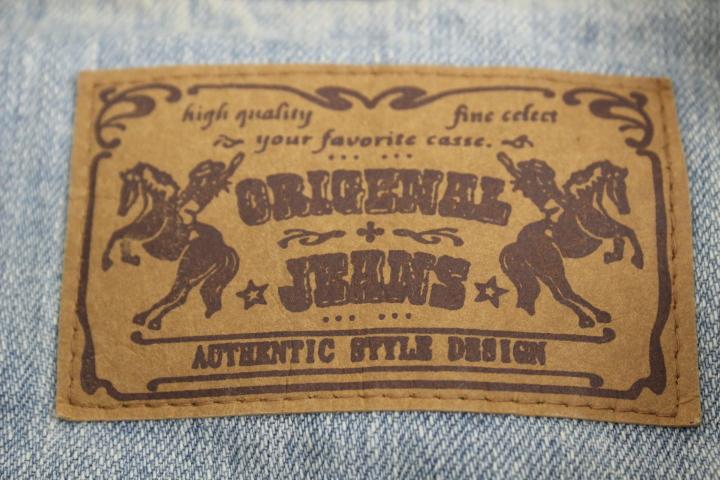 high quality fine celect
your favorite casse.
ORIGENAL
JEANS
AUTHENTIC STYLE DESIGN